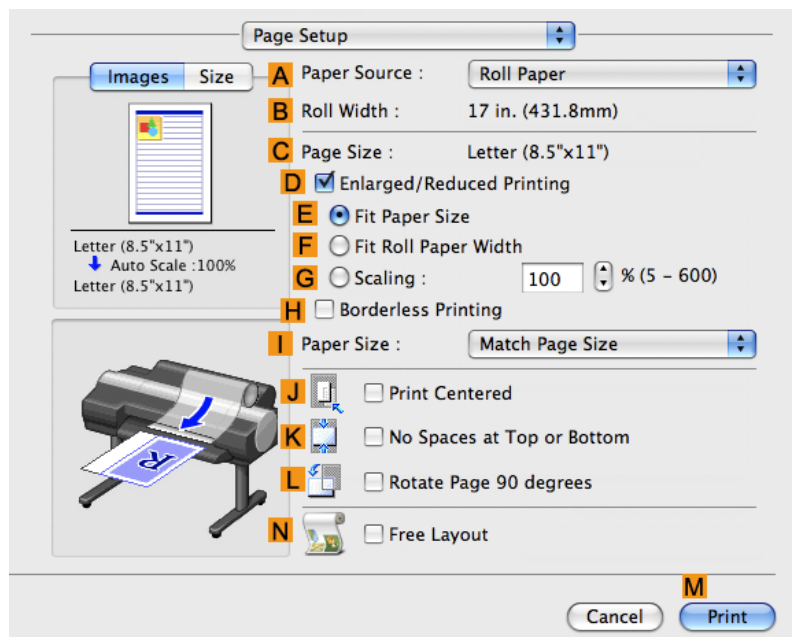 Page Setup
Images Size
A Paper Source : Roll Paper
B Roll Width : 17 in. (431.8mm)
C Page Size : Letter (8.5"x11")
D Enlarged/Reduced Printing
E Fit Paper Size
F Fit Roll Paper Width
G Scaling : 100 % (5 – 600)
H Borderless Printing
I Paper Size : Match Page Size
Letter (8.5"x11")
Auto Scale :100%
Letter (8.5"x11")
J Print Centered
K No Spaces at Top or Bottom
L Rotate Page 90 degrees
N Free Layout
R
M
Cancel Print